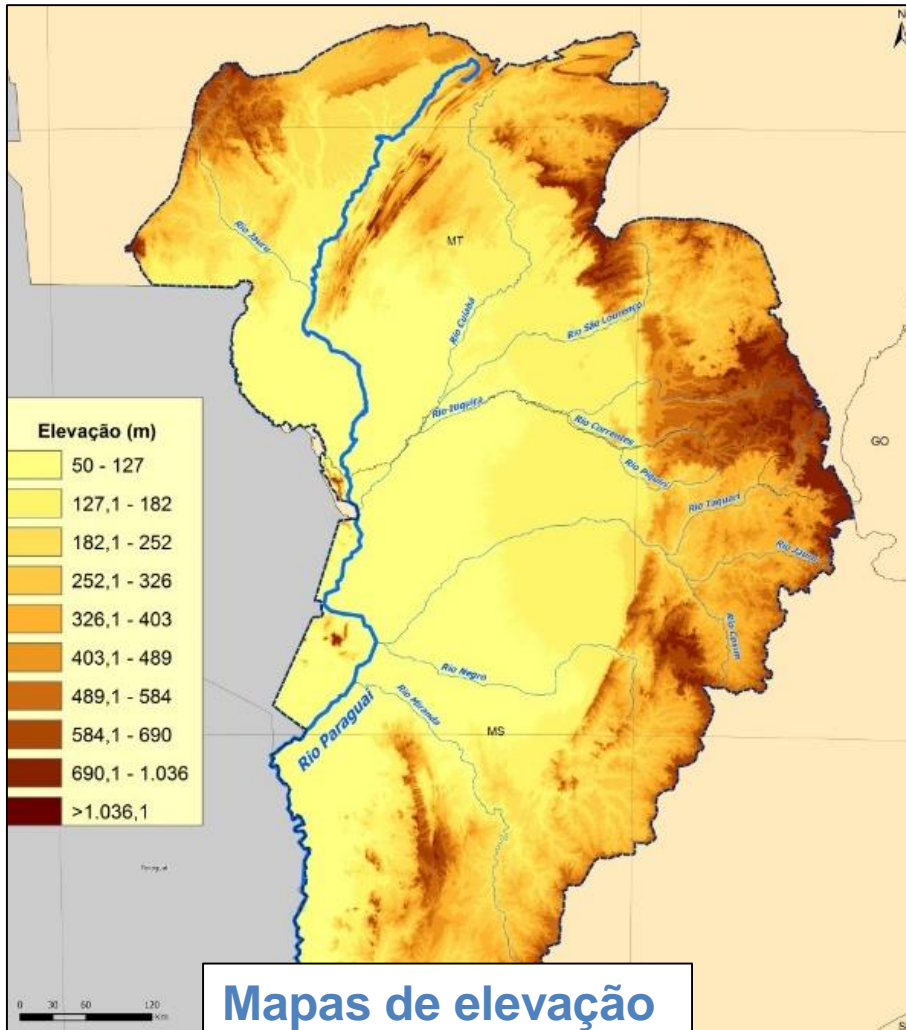 N
Rio Jauru
MT
Rio Cuiabá
Rio São Lourenço
Rio Itiquira
Rio Correntes
GO
Rio Piquiri
Rio Taquari
Rio Jauru
Rio Coxim
Rio Negro
Rio Miranda
Rio Paraguai
MS
Elevação (m)
50 - 127
127,1 - 182
182,1 - 252
252,1 - 326
326,1 - 403
403,1 - 489
489,1 - 584
584,1 - 690
690,1 - 1.036
>1.036,1
Paraguai
0 30 60 120
Km
Mapas de elevação